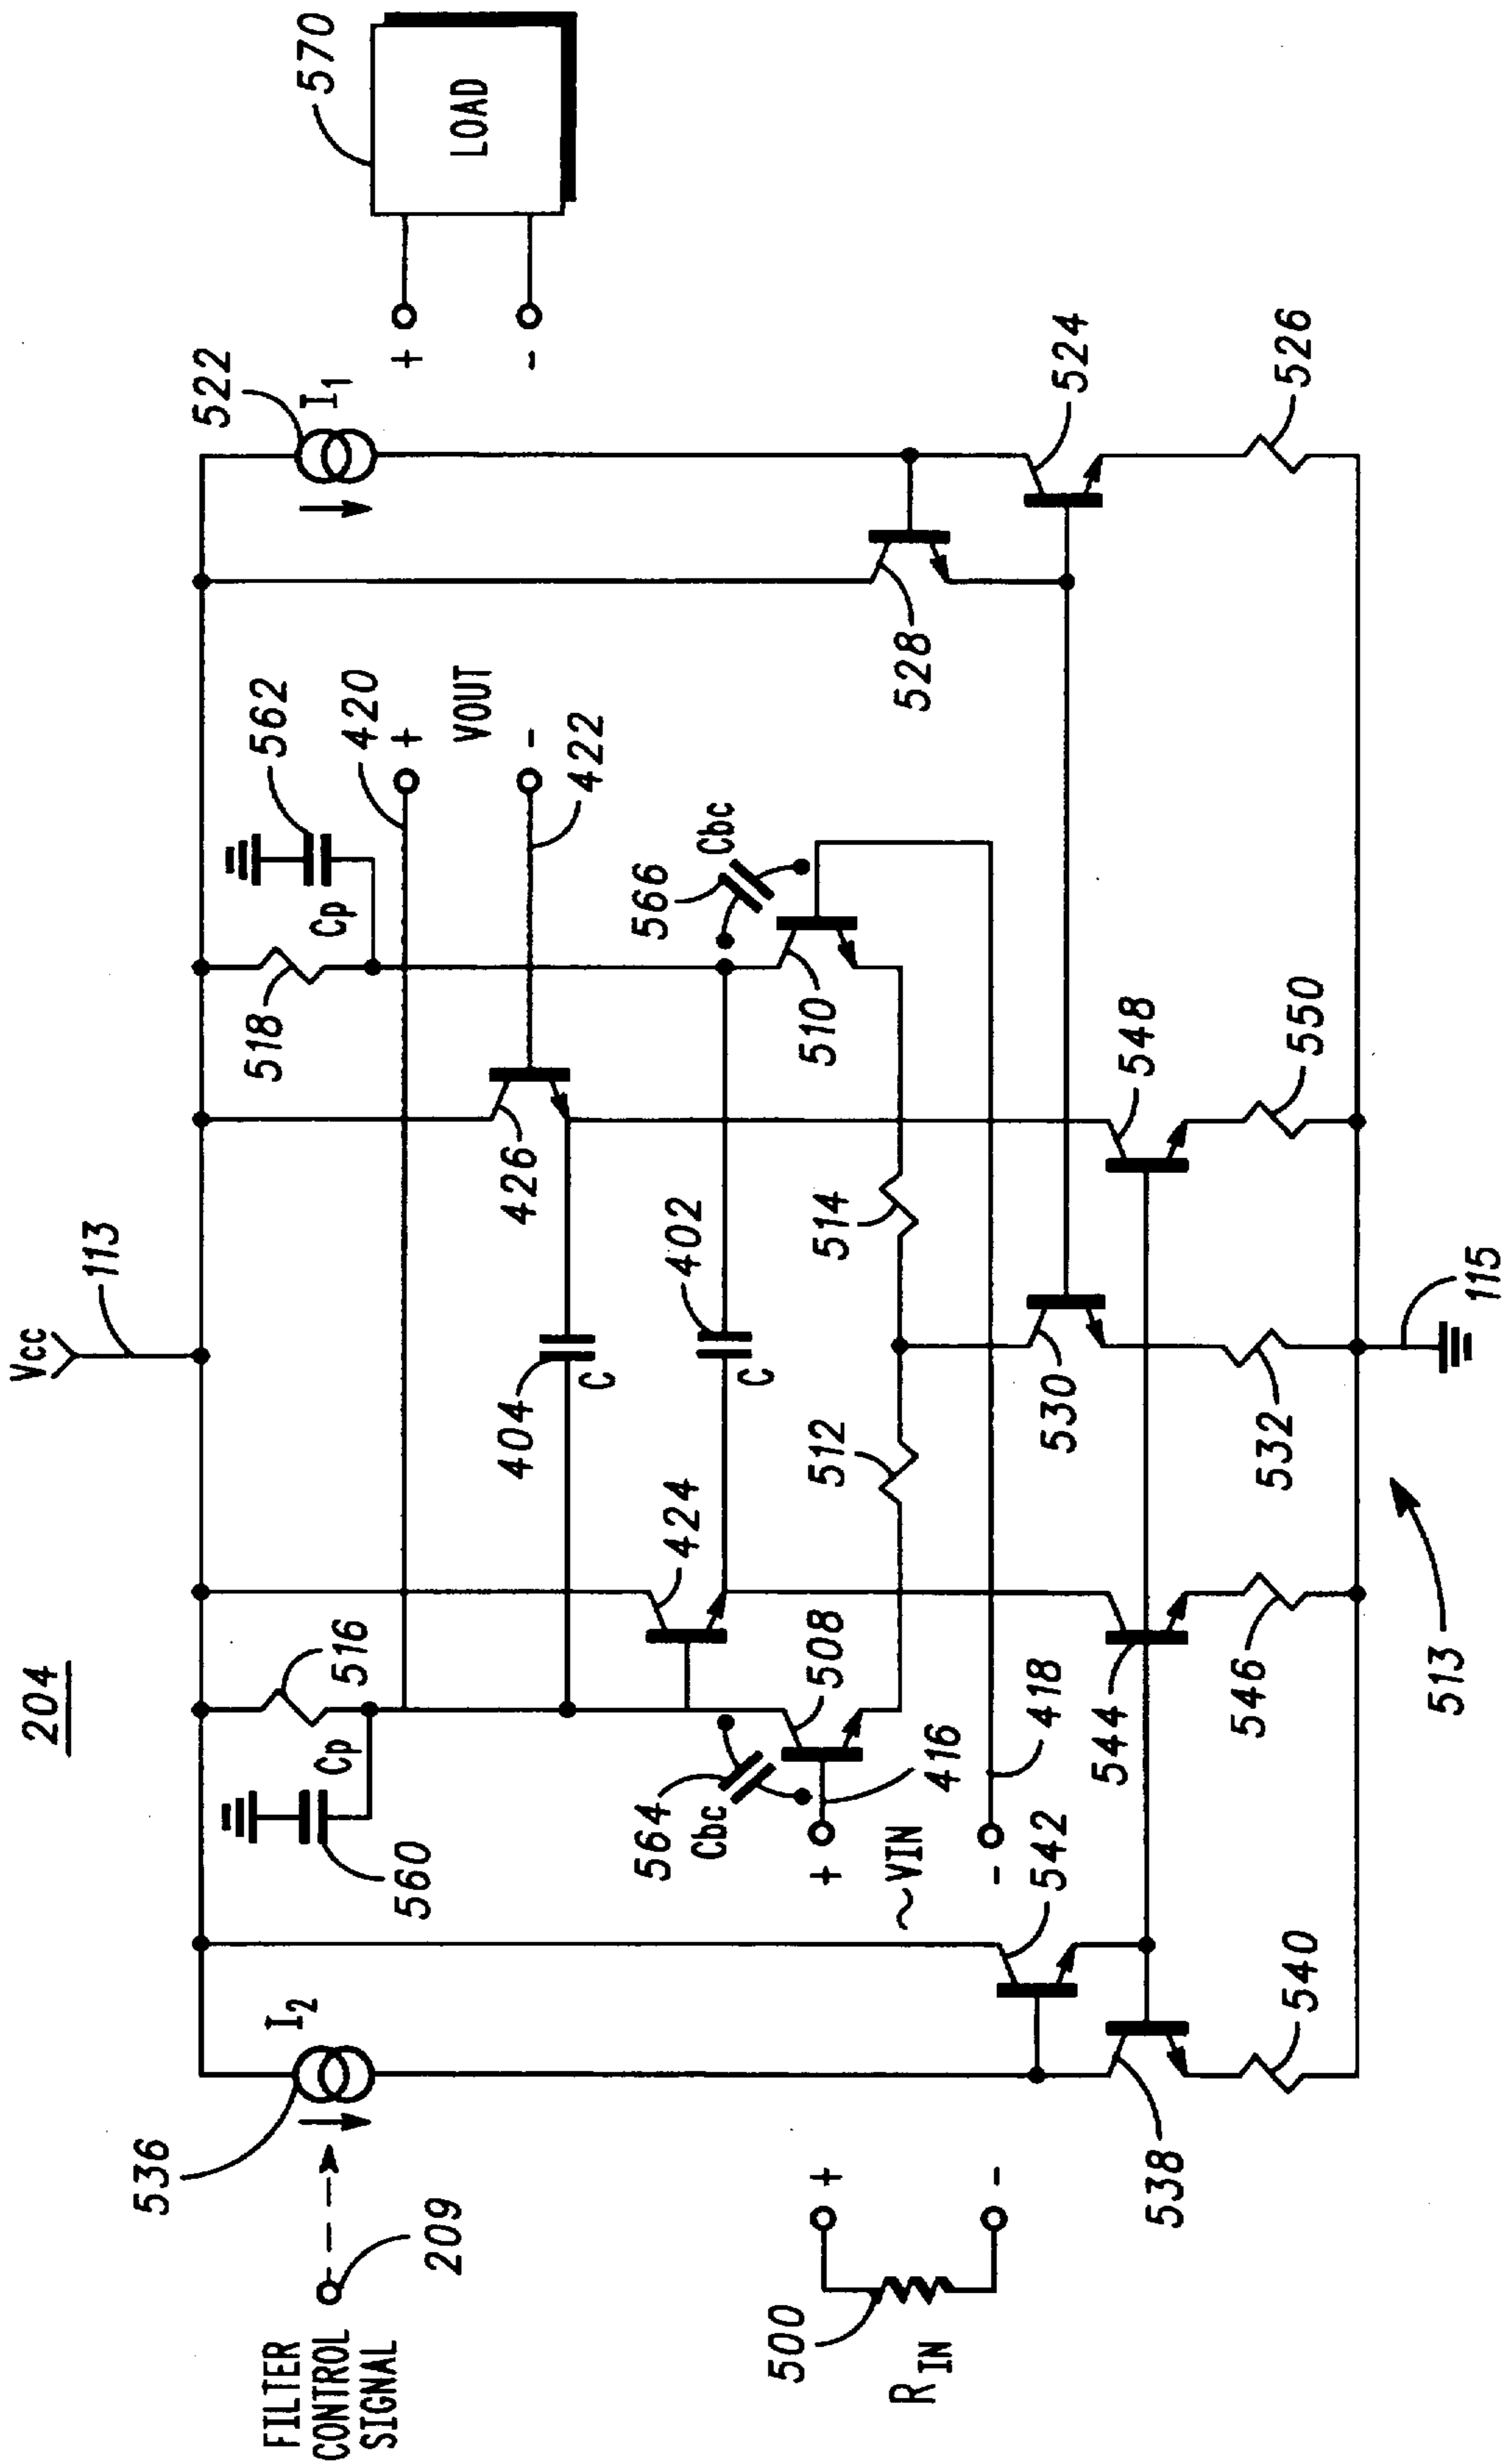 204
Vcc
113
FILTER
CONTROL
SIGNAL
209
536
I2
560
Cp
516
518
Cp
562
420
+
VOUT
-
422
522
I1
+
-
570
LOAD
404
C
426
424
402
C
564
Cbc
508
416
+
~VIN
-
418
542
512
514
510
566
Cbc
528
524
526
530
532
538
540
544
546
548
550
500
RIN
+
-
513
115